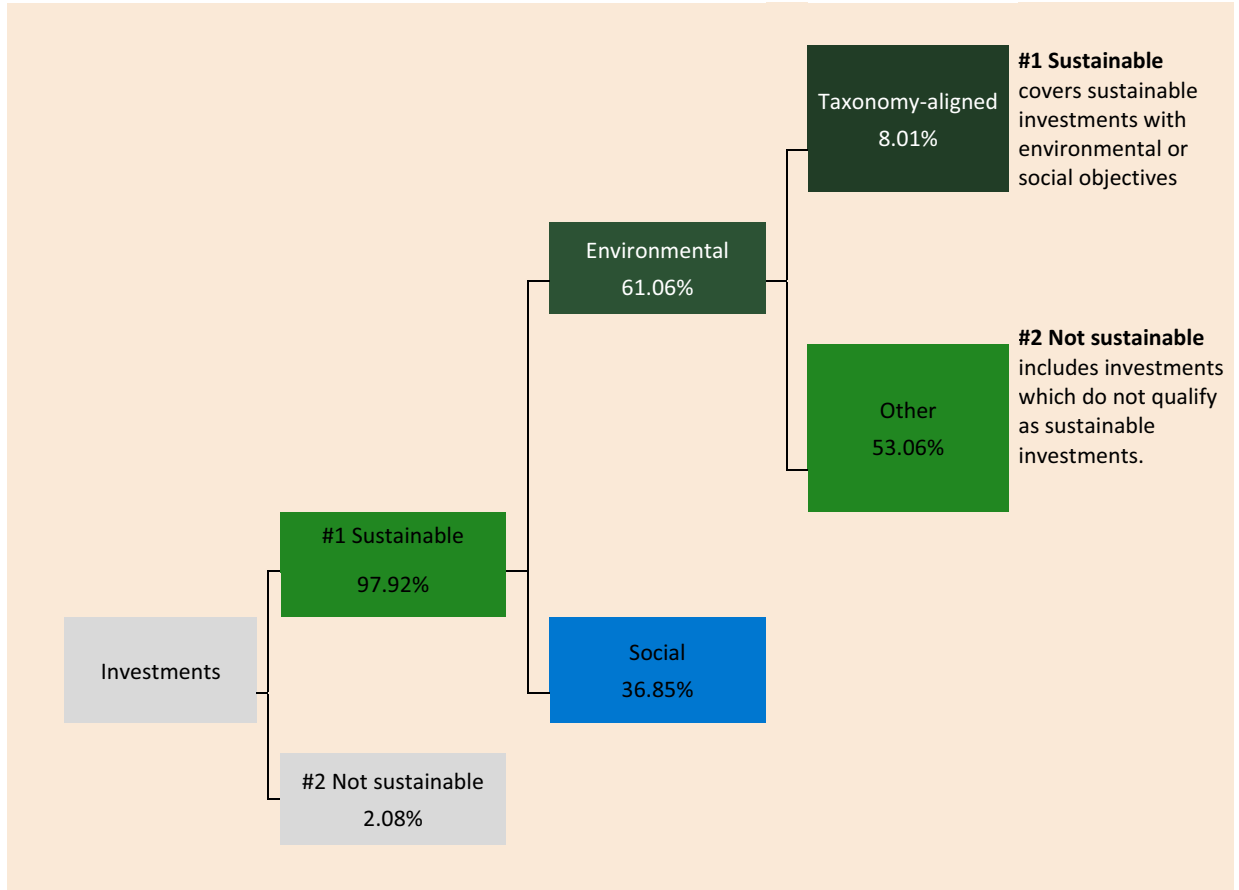 Taxonomy-aligned
8.01%
#1 Sustainable
covers sustainable
investments with
environmental or
social objectives
Environmental
61.06%
#2 Not sustainable
includes investments
which do not qualify
as sustainable
investments.
Other
53.06%
#1 Sustainable
97.92%
Social
36.85%
Investments
#2 Not sustainable
2.08%